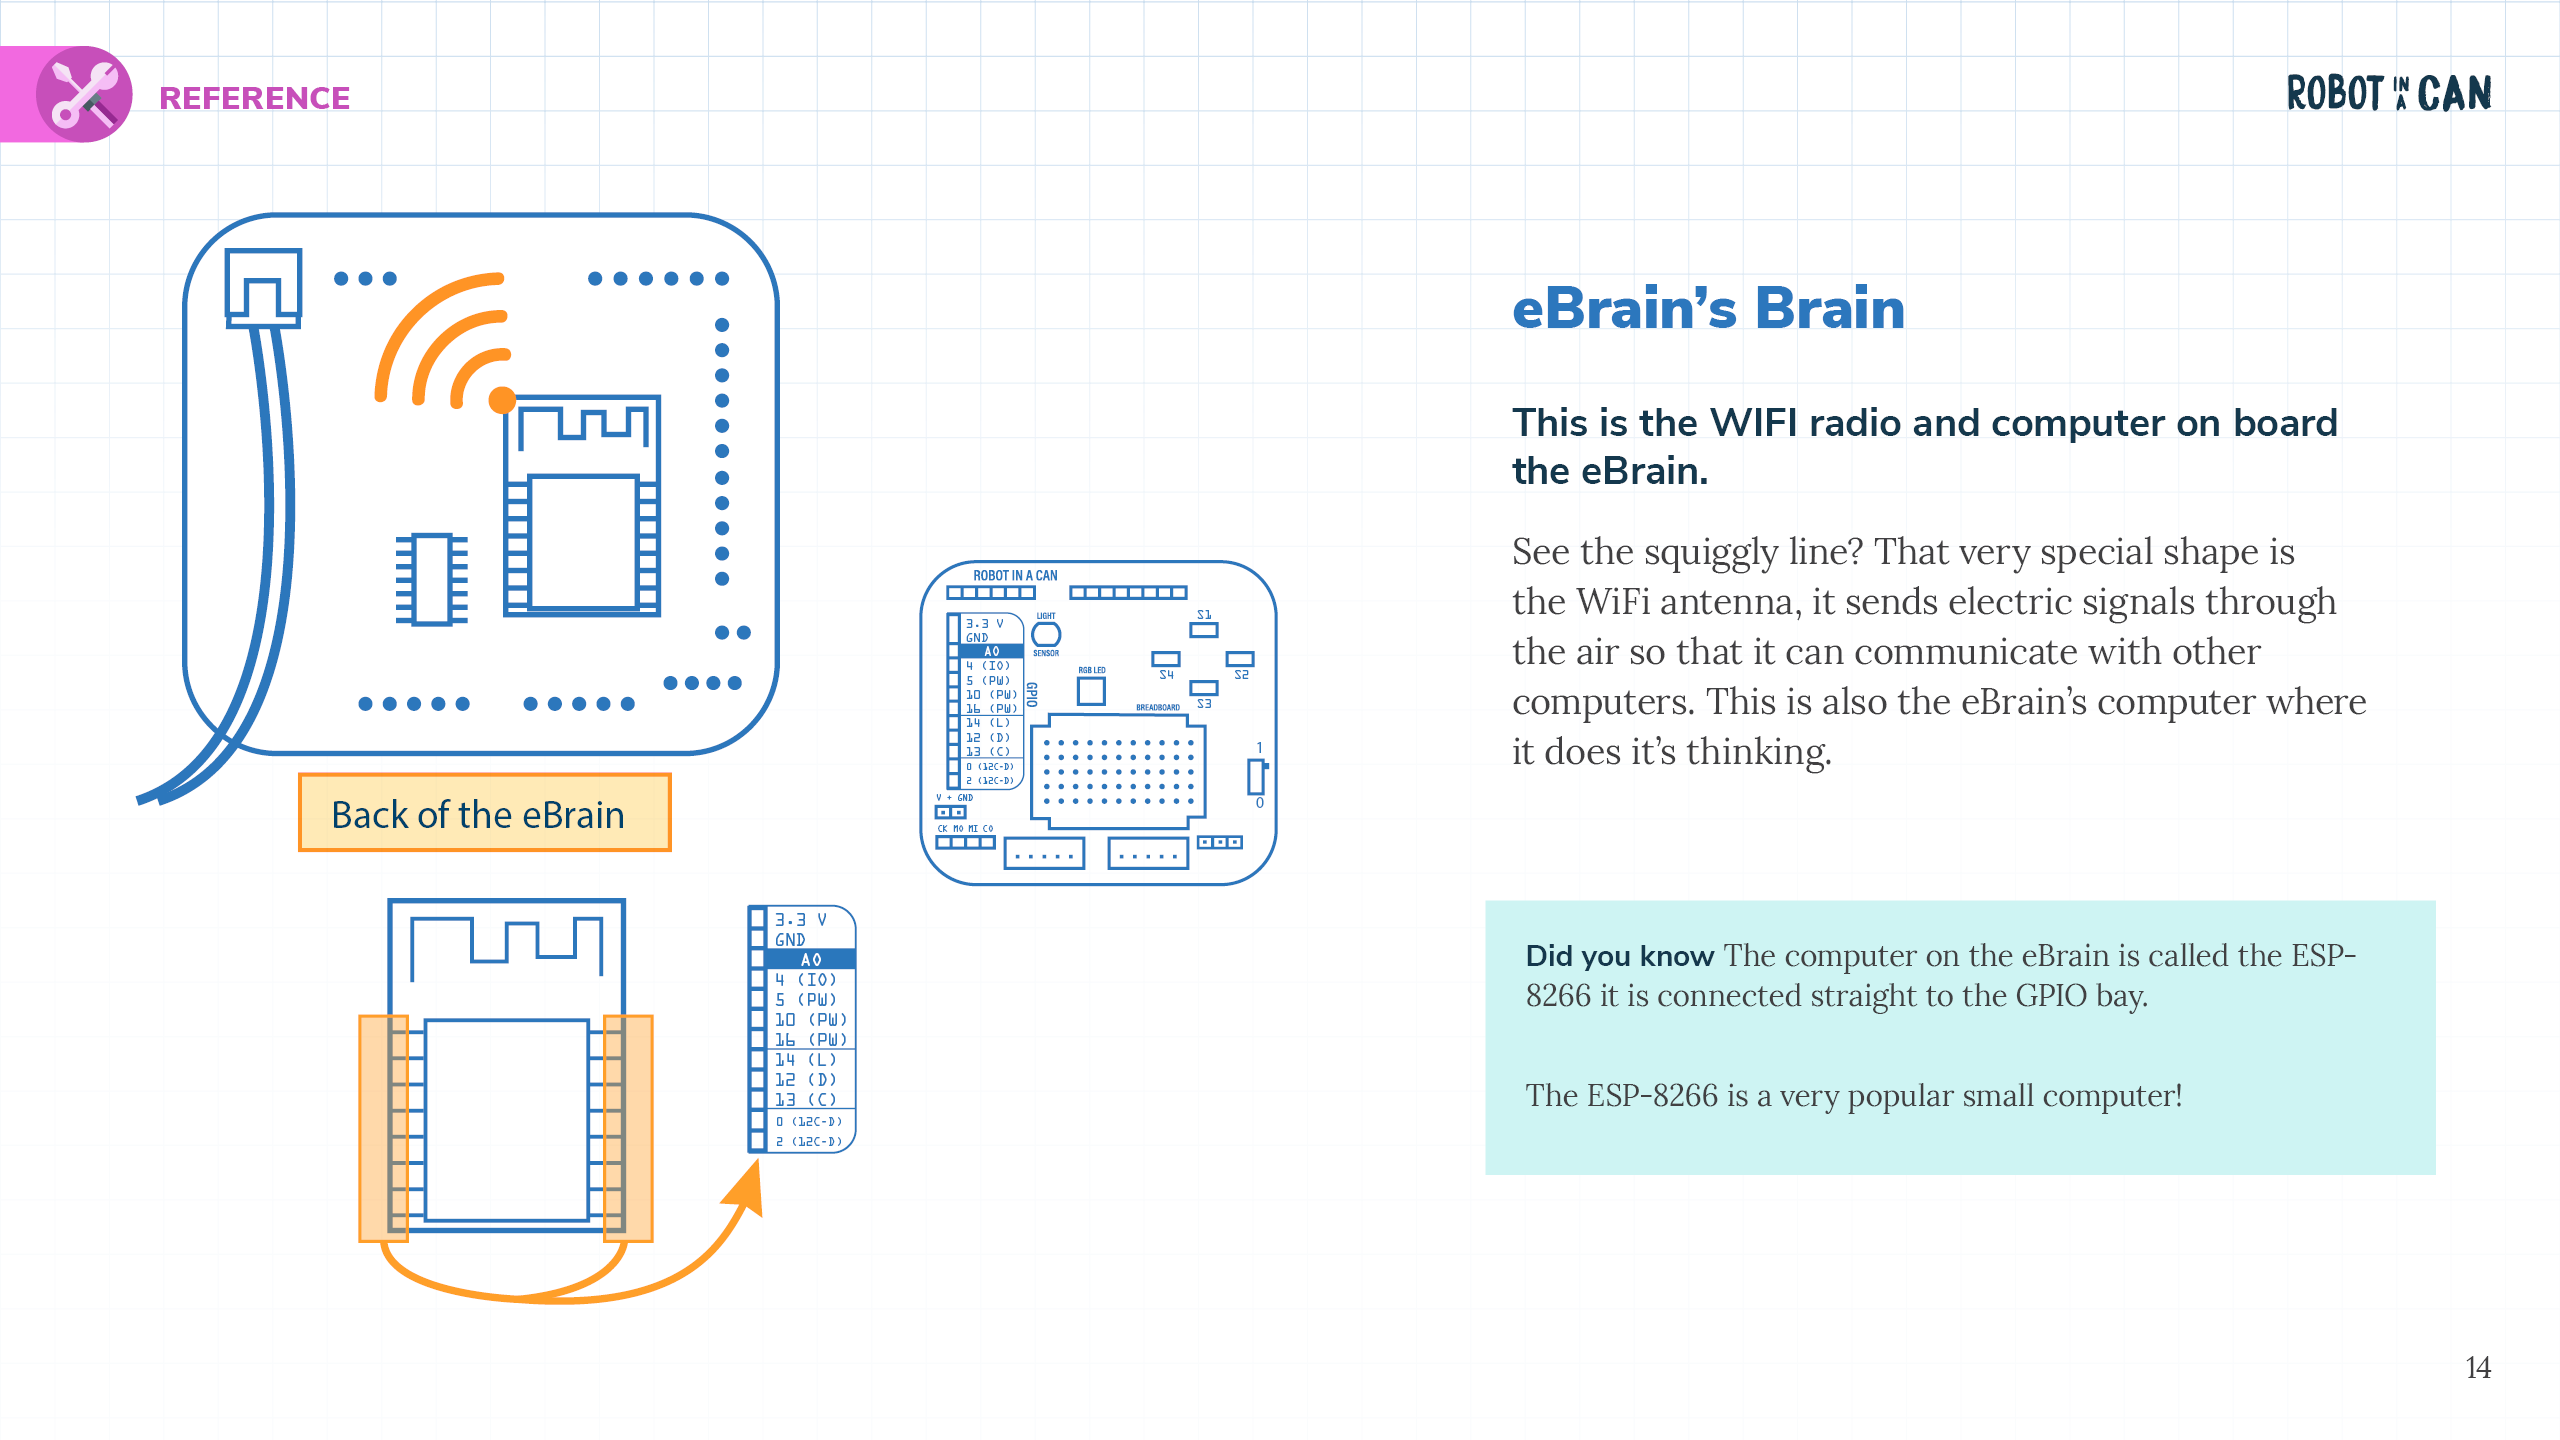 REFERENCE
ROBOT IN A CAN
eBrain's Brain
This is the WIFI radio and computer on board
the eBrain.
See the squiggly line? That very special shape is
the WiFi antenna, it sends electric signals through
the air so that it can communicate with other
computers. This is also the eBrain's computer where
it does it's thinking.
Back of the eBrain
ROBOT IN A CAN
3.3 V
GND
A0
4 (IO)
5 (PW)
10 (PW)
16 (PW)
14 (L)
12 (D)
13 (C)
0 (I2C-D)
2 (I2C-D)
GPIO
LIGHT
SENSOR
RGB LED
S1
S4
S2
S3
BREADBOARD
1
0
V + GND
CK MO MI CO
3.3 V
GND
A0
4 (IO)
5 (PW)
10 (PW)
16 (PW)
14 (L)
12 (D)
13 (C)
0 (I2C-D)
2 (I2C-D)
Did you know The computer on the eBrain is called the ESP-
8266 it is connected straight to the GPIO bay.
The ESP-8266 is a very popular small computer!
14